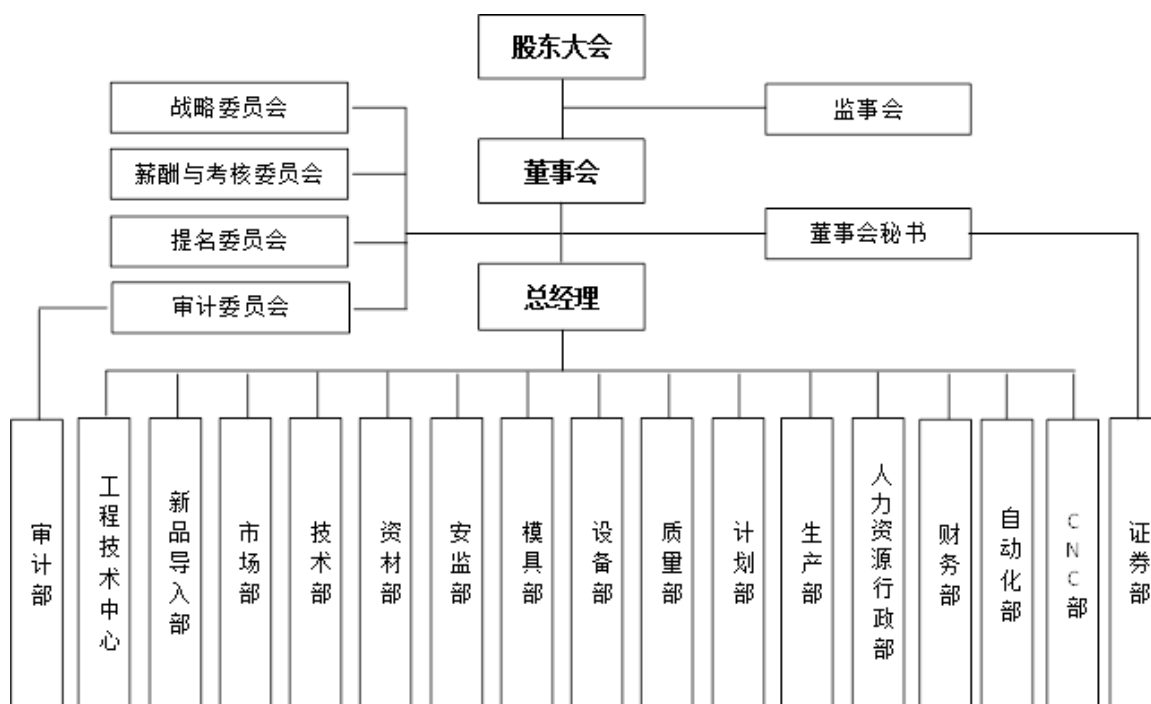 股东大会
战略委员会
监事会
薪酬与考核委员会
董事会
提名委员会
董事会秘书
审计委员会
总经理
审计部
工程技术中心
新品导入部
市场部
技术部
资材部
安监部
模具部
设备部
质量部
计划部
生产部
人力资源行政部
财务部
自动化部
CNC部
证券部